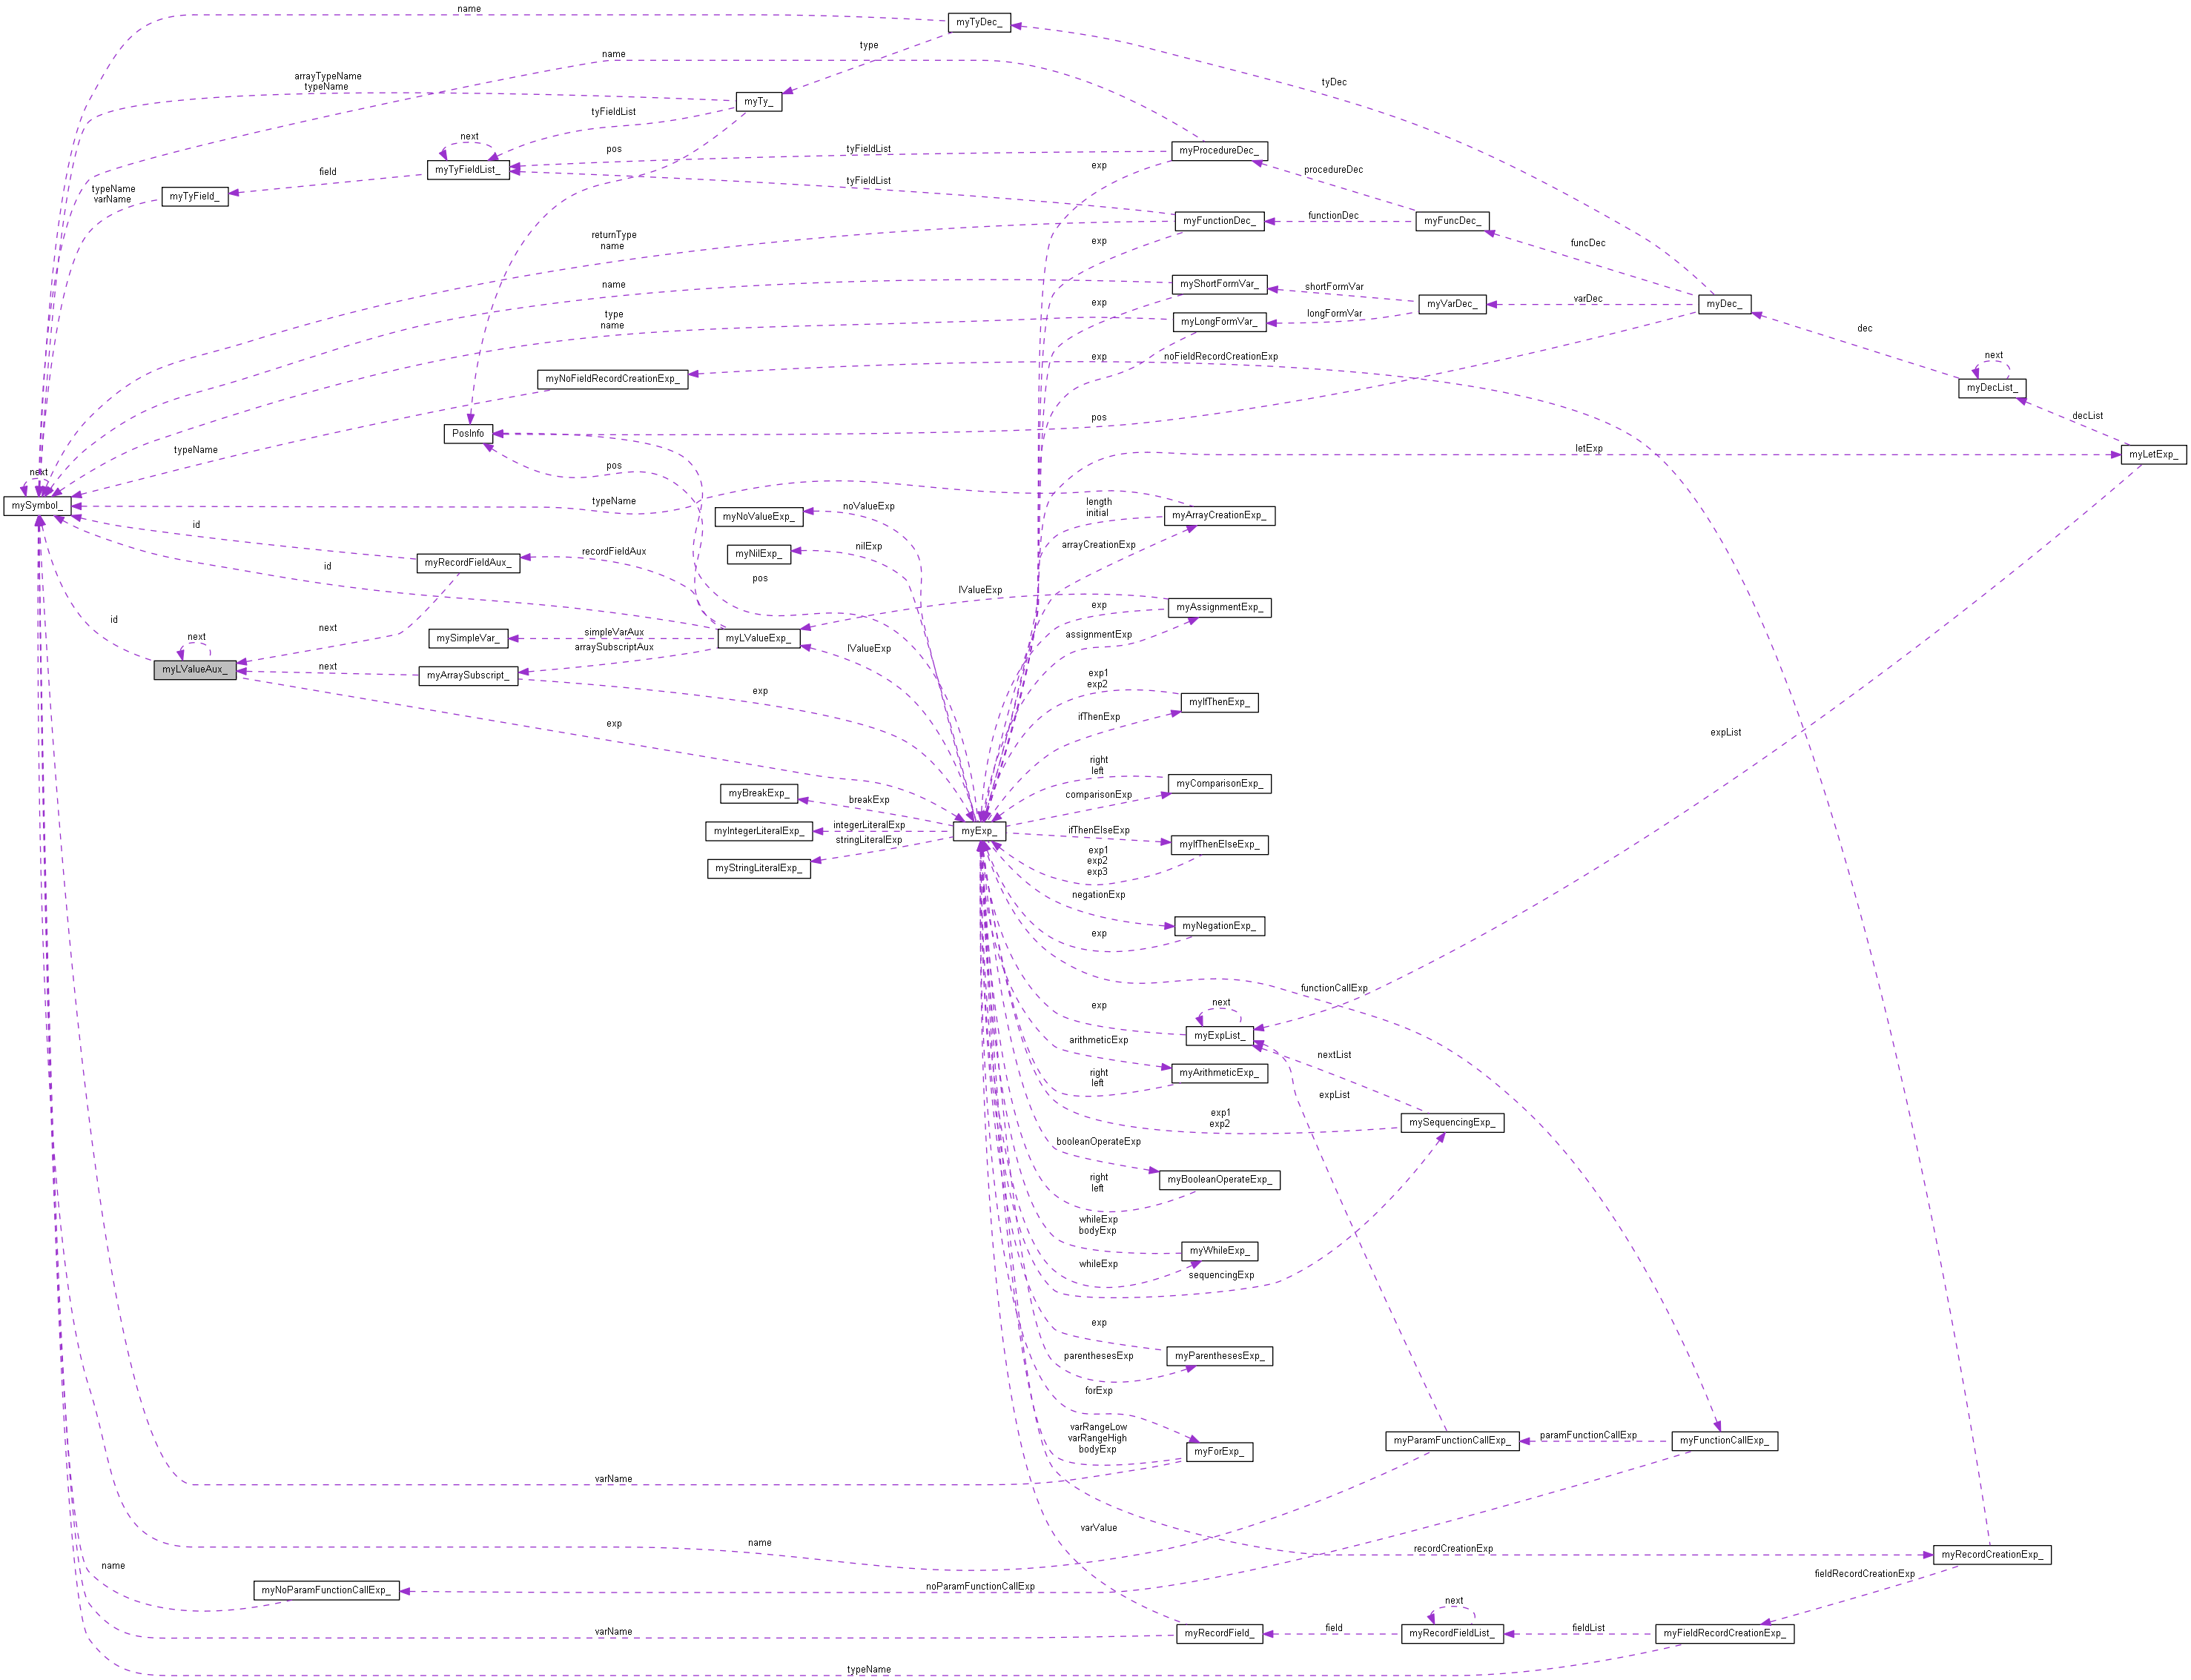 name
myTyDec_
type
name
tyDec
arrayTypeName
typeName
myTy_
tyFieldList
next
pos
tyFieldList
myProcedureDec_
exp
procedureDec
myTyFieldList_
field
typeName
varName
myTyField_
tyFieldList
returnType
name
exp
myFunctionDec_
functionDec
myFuncDec_
funcDec
name
exp
myShortFormVar_
shortFormVar
myVarDec_
varDec
myDec_
type
name
myLongFormVar_
longFormVar
exp
noFieldRecordCreationExp
dec
next
myNoFieldRecordCreationExp_
myDecList_
pos
decList
PosInfo
typeName
letExp
myLetExp_
next
mySymbol_
pos
typeName
noValueExp
myNoValueExp_
length
initial
myArrayCreationExp_
id
recordFieldAux
nilExp
myNilExp_
arrayCreationExp
myRecordFieldAux_
id
pos
lValueExp
exp
myAssignmentExp_
id
next
next
simpleVarAux
mySimpleVar_
myLValueExp_
assignmentExp
arraySubscriptAux
lValueExp
myLValueAux_
next
myArraySubscript_
exp
exp1
exp2
myIfThenExp_
exp
ifThenExp
expList
right
left
myComparisonExp_
comparisonExp
myBreakExp_
breakExp
myIntegerLiteralExp_
integerLiteralExp
stringLiteralExp
myExp_
ifThenElseExp
myIfThenElseExp_
exp1
exp2
exp3
myStringLiteralExp_
negationExp
myNegationExp_
exp
functionCallExp
next
exp
myExpList_
arithmeticExp
nextList
right
left
myArithmeticExp_
expList
exp1
exp2
mySequencingExp_
booleanOperateExp
right
left
myBooleanOperateExp_
whileExp
bodyExp
myWhileExp_
whileExp
sequencingExp
exp
myParenthesesExp_
parenthesesExp
forExp
varRangeLow
varRangeHigh
bodyExp
myForExp_
myParamFunctionCallExp_
paramFunctionCallExp
myFunctionCallExp_
varName
varValue
name
recordCreationExp
myRecordCreationExp_
name
fieldRecordCreationExp
myNoParamFunctionCallExp_
noParamFunctionCallExp
next
varName
myRecordField_
field
myRecordFieldList_
fieldList
myFieldRecordCreationExp_
typeName